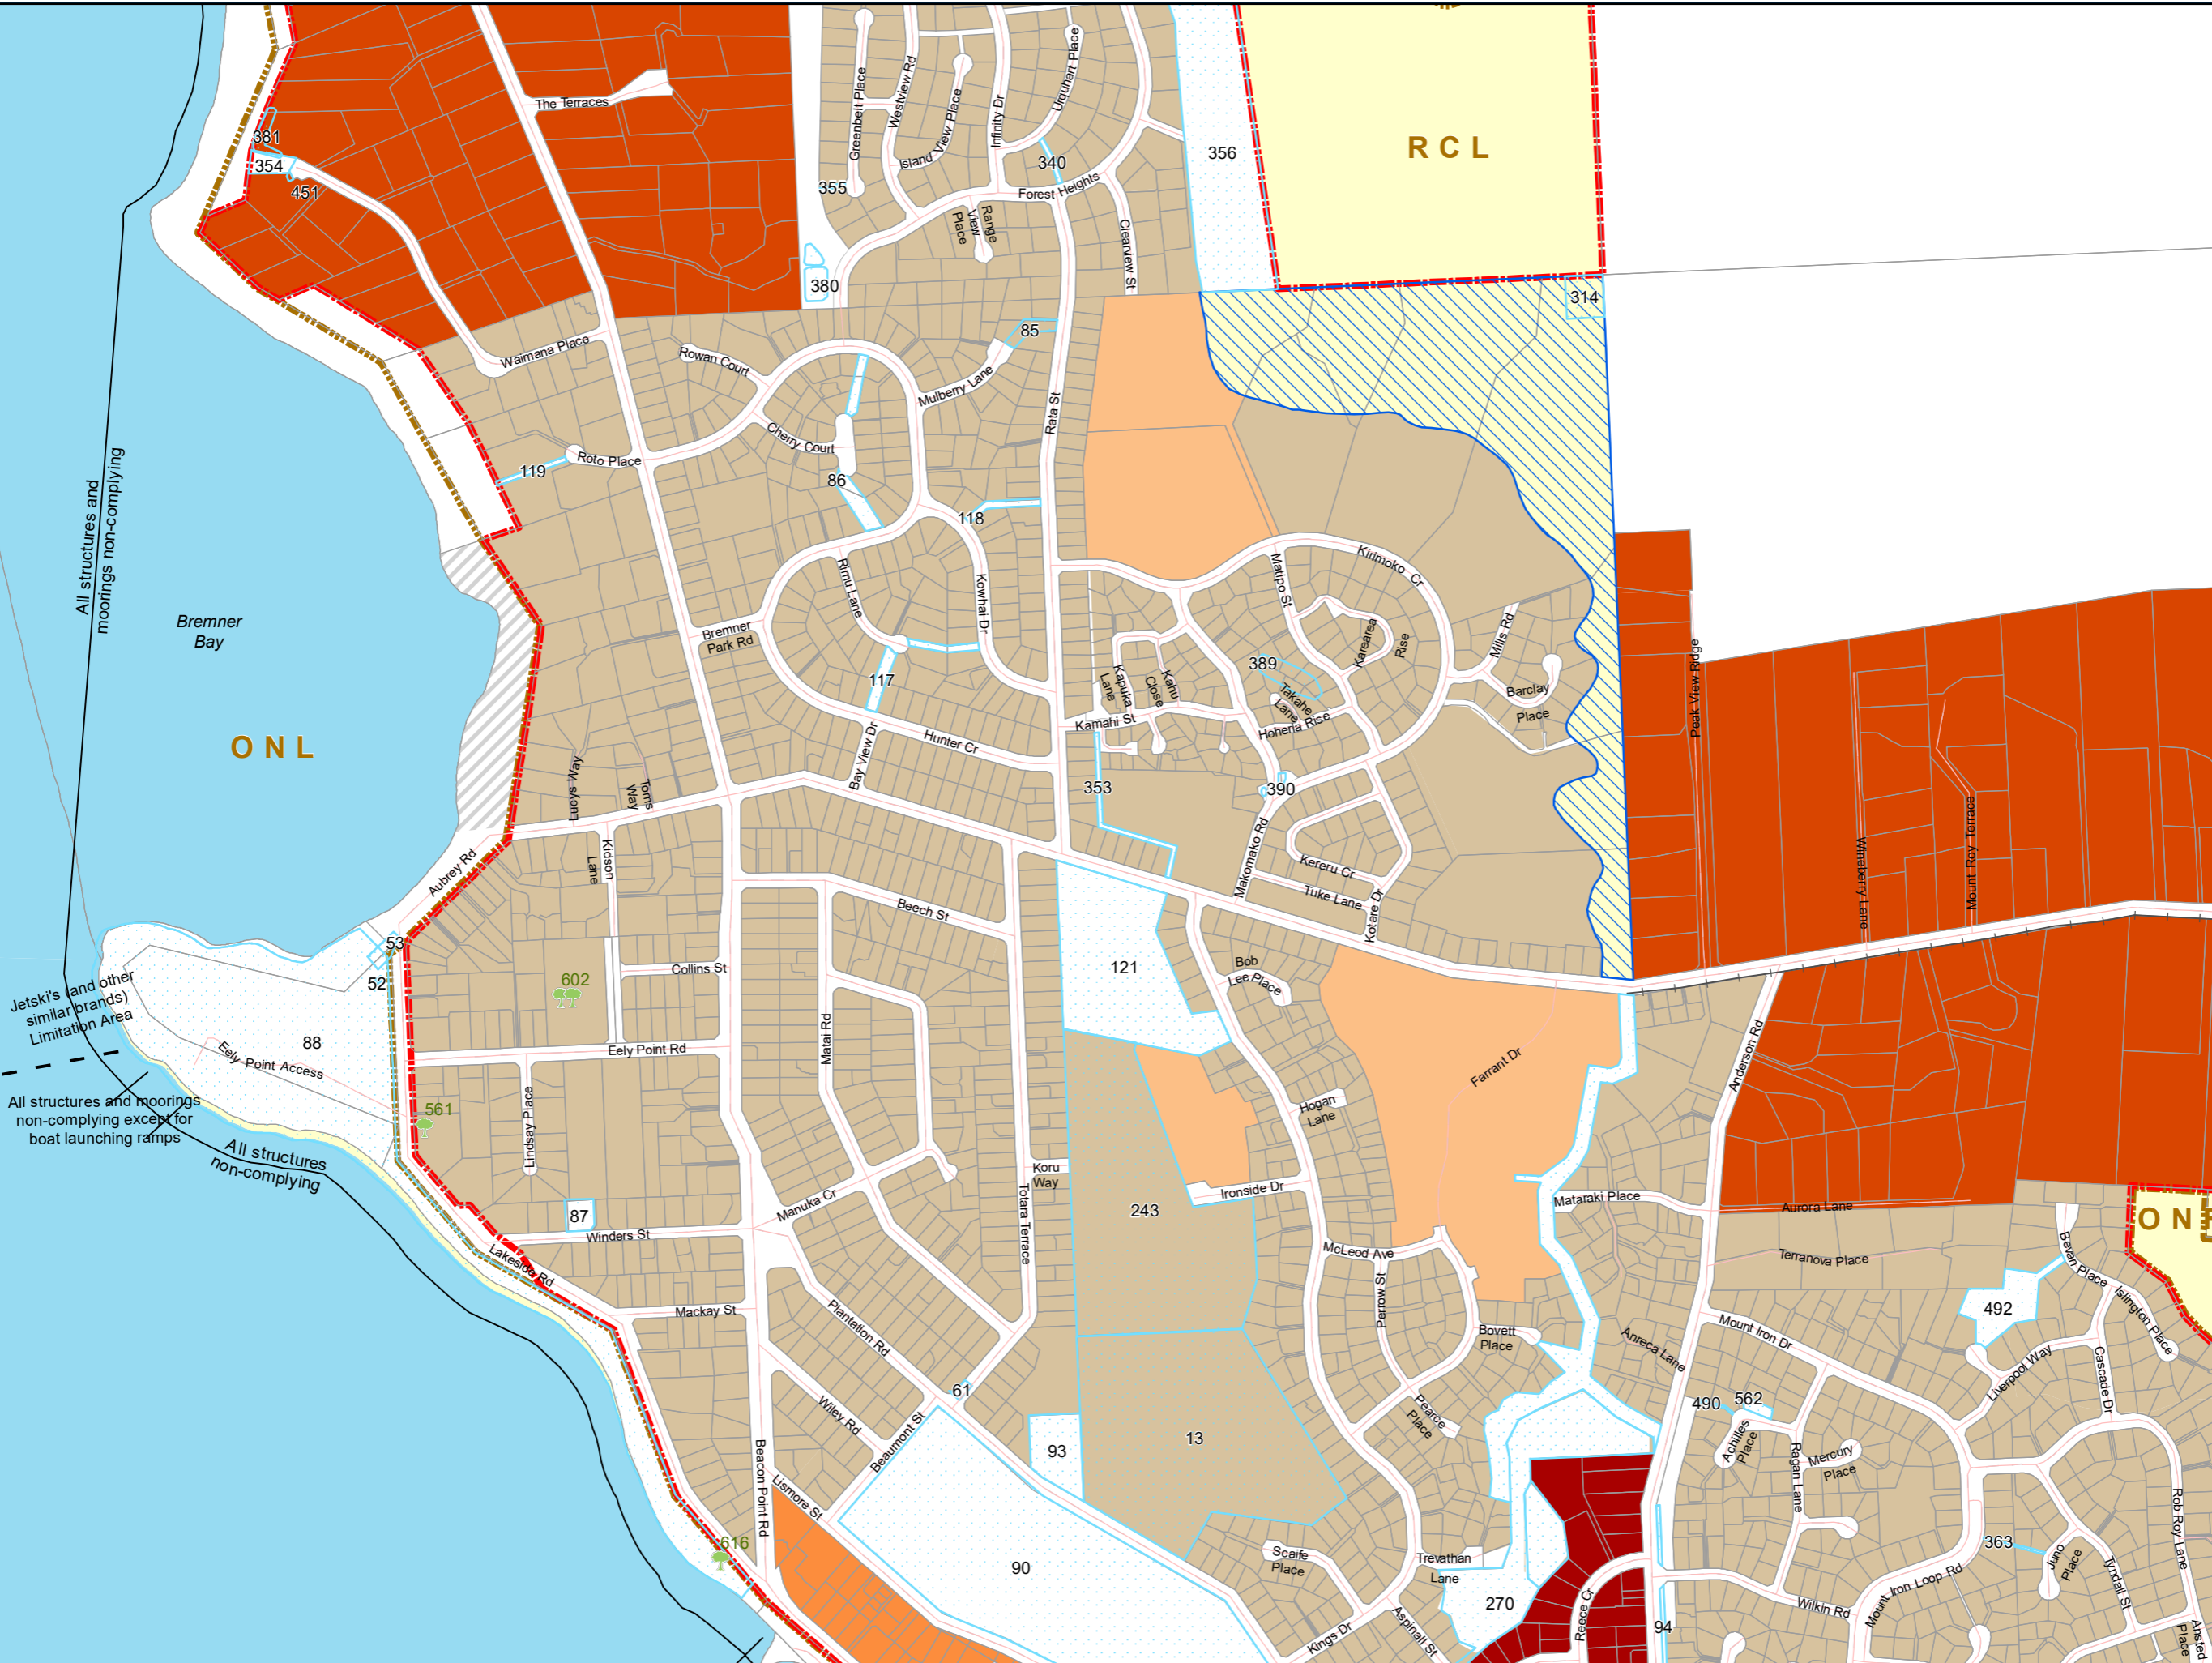 The Terraces
Greenbelt Place
Westview Rd
Island View Place
Infinity Dr
Urquhart Place
340
356
RCL
381
354
451
355
Forest Heights
Range
View
Place
Clearview St
380
314
85
Waimana Place
Rowan Court
Mulberry Lane
Rata St
Cherry Court
Roto Place
119
86
118
All structures and
moorings non-complying
Bremner
Bay
Rimu Lane
Kowhai Dr
Matipo St
Kirimoko Cr
Bremner
Park Rd
Karearea
Rise
Mills Rd
Peak View Ridge
117
389
Kapuka
Lane
Kahu
Close
Takahe
Lane
Barclay
Place
Kamahi St
Hohena Rise
ONL
Hunter Cr
Bay View Dr
Lucys Way
Toms
Way
353
390
Kidson
Lane
Aubrey Rd
Makomako Rd
Kereru Cr
Tuke Lane
Kotare Dr
Wineberry Lane
Mount Roy Terrace
Beech St
53
52
602
Collins St
121
Bob
Lee Place
Jetski's (and other
similar brands)
Limitation Area
88
Eely Point Access
Eely Point Rd
Matai Rd
Farrant Dr
Anderson Rd
All structures and moorings
non-complying except for
boat launching ramps
561
Lindsay Place
Hogan
Lane
All structures
non-complying
Koru
Way
Ironside Dr
Mataraki Place
Aurora Lane
87
Manuka Cr
Totara Terrace
243
Winders St
Lakeside Rd
McLeod Ave
Terranova Place
Bevan Place
Islington Place
492
Mackay St
Plantation Rd
Penrith St
Bovett
Place
Anreca Lane
Mount Iron Dr
Liverpool Way
Cascade Dr
61
Wiley Rd
Beaumont St
Pearce
Place
490
562
Achilles
Place
Ragan Lane
Mercury
Place
93
13
Beacon Point Rd
Lismore St
Rob Roy Lane
616
90
Scaife
Place
Trevathan
Lane
270
Reece Cr
363
Juno
Place
Tyndall St
Mount Iron Loop Rd
Wilkin Rd
94
Kings Dr
Aspinall St
Ansted
Place